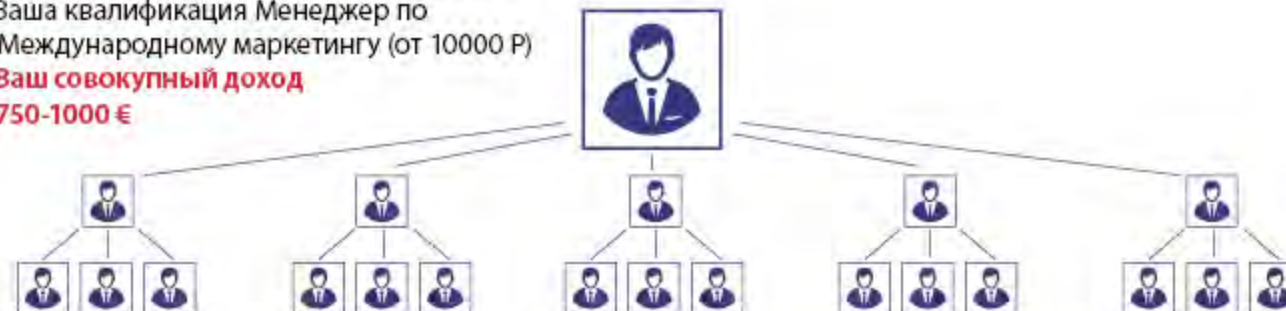 Ваша квалификация Менеджер по
Международному маркетингу (от 10000 Р)
Ваш совокупный доход
750-1000 €